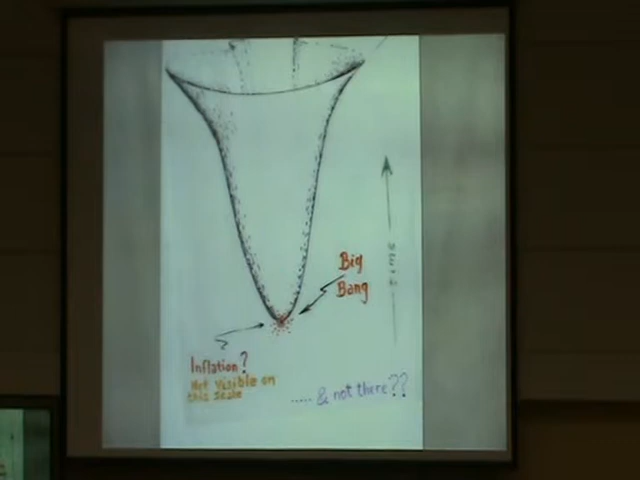 Big
Bang
Inflation?
Not visible on
this scale
..... & not there??